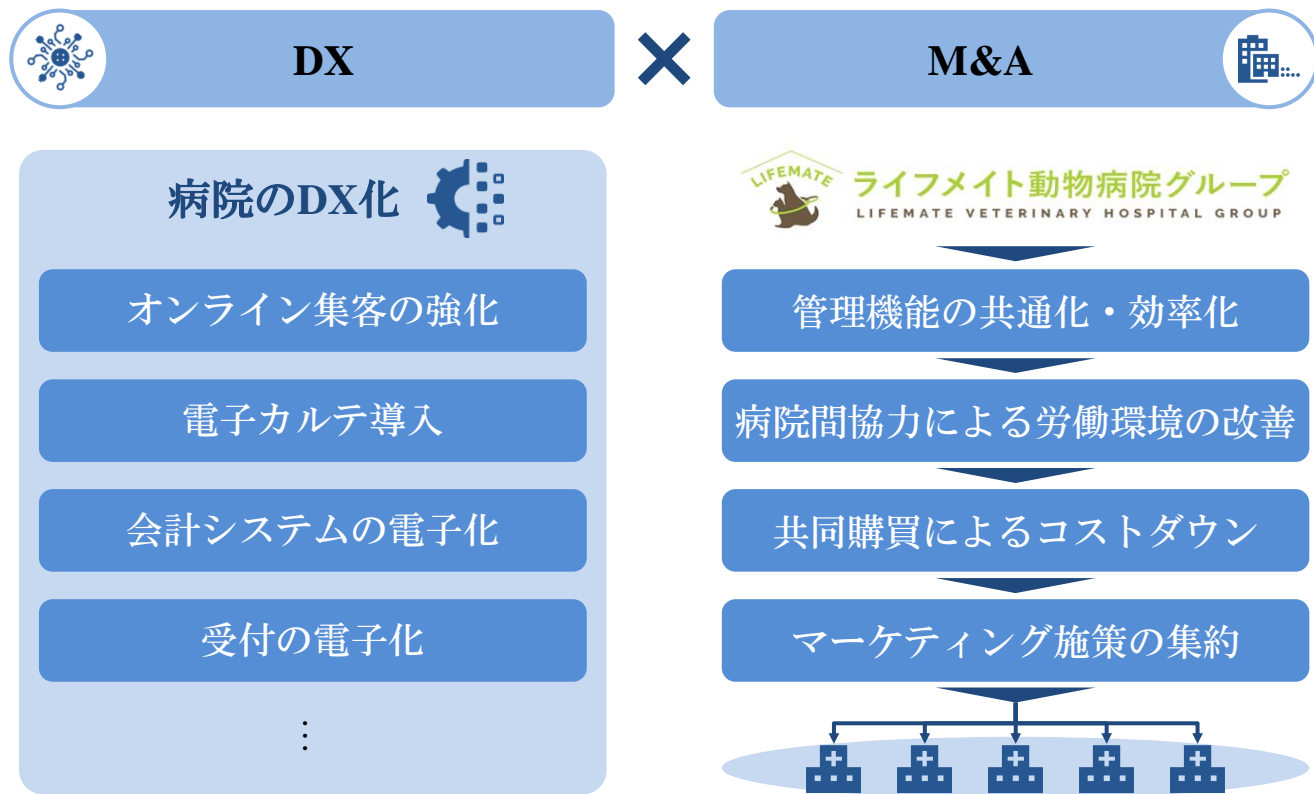 DX
M&A
病院のDX化
オンライン集客の強化
電子カルテ導入
会計システムの電子化
受付の電子化
⋮
LIFEMATE
ライフメイト動物病院グループ
LIFEMATE VETERINARY HOSPITAL GROUP
管理機能の共通化・効率化
病院間協力による労働環境の改善
共同購買によるコストダウン
マーケティング施策の集約